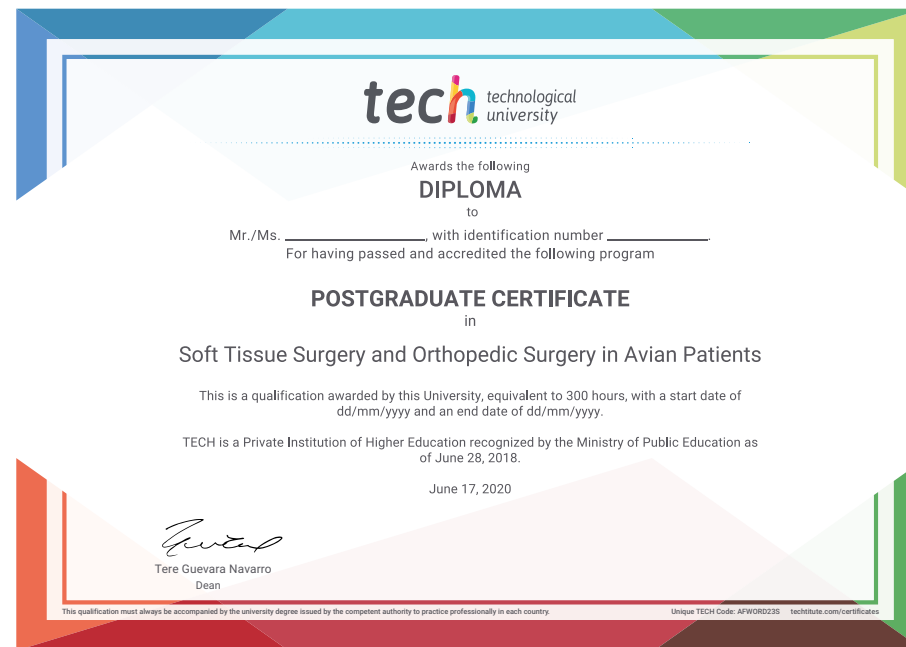 tech technological
university
Awards the following
DIPLOMA
to
Mr./Ms. ____________, with identification number ____________.
For having passed and accredited the following program
POSTGRADUATE CERTIFICATE
in
Soft Tissue Surgery and Orthopedic Surgery in Avian Patients
This is a qualification awarded by this University, equivalent to 300 hours, with a start date of
dd/mm/yyyy and an end date of dd/mm/yyyy.
TECH is a Private Institution of Higher Education recognized by the Ministry of Public Education as
of June 28, 2018.
June 17, 2020
Tere Guevara Navarro
Dean
This qualification must always be accompanied by the university degree issued by the competent authority to practice professionally in each country.
Unique TECH Code: AFWORD23S techtitute.com/certificates